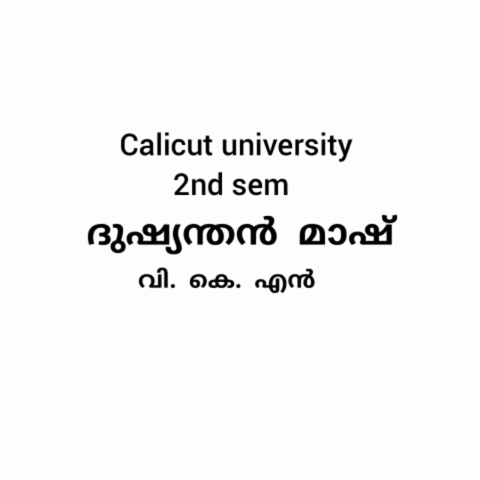 Calicut university
2nd sem
ദുഷ്യന്തൻ മാഷ്
വി. കെ. എൻ